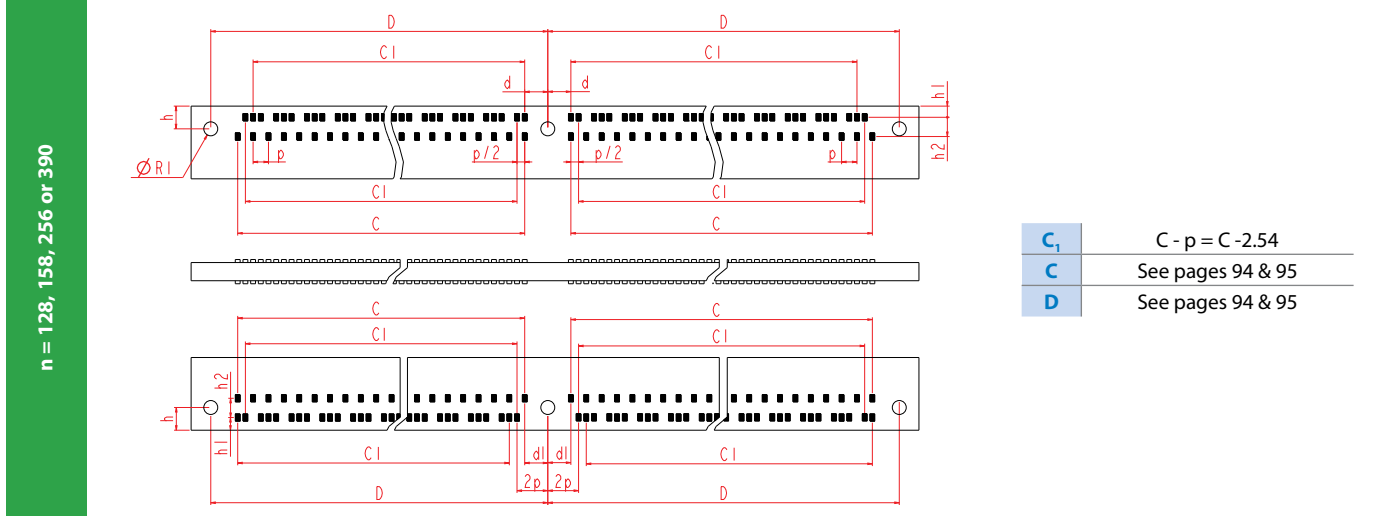 n = 128, 158, 256 or 390
D D
C1 C1
d d
h h1
p p/2 p/2 p h2
ØR1
C1 C1
C C
C₁ C - p = C -2.54
C See pages 94 & 95
D See pages 94 & 95
C C
C1 C1
h2
h
h1
C1 d1 d1 C1
2p 2p
D D